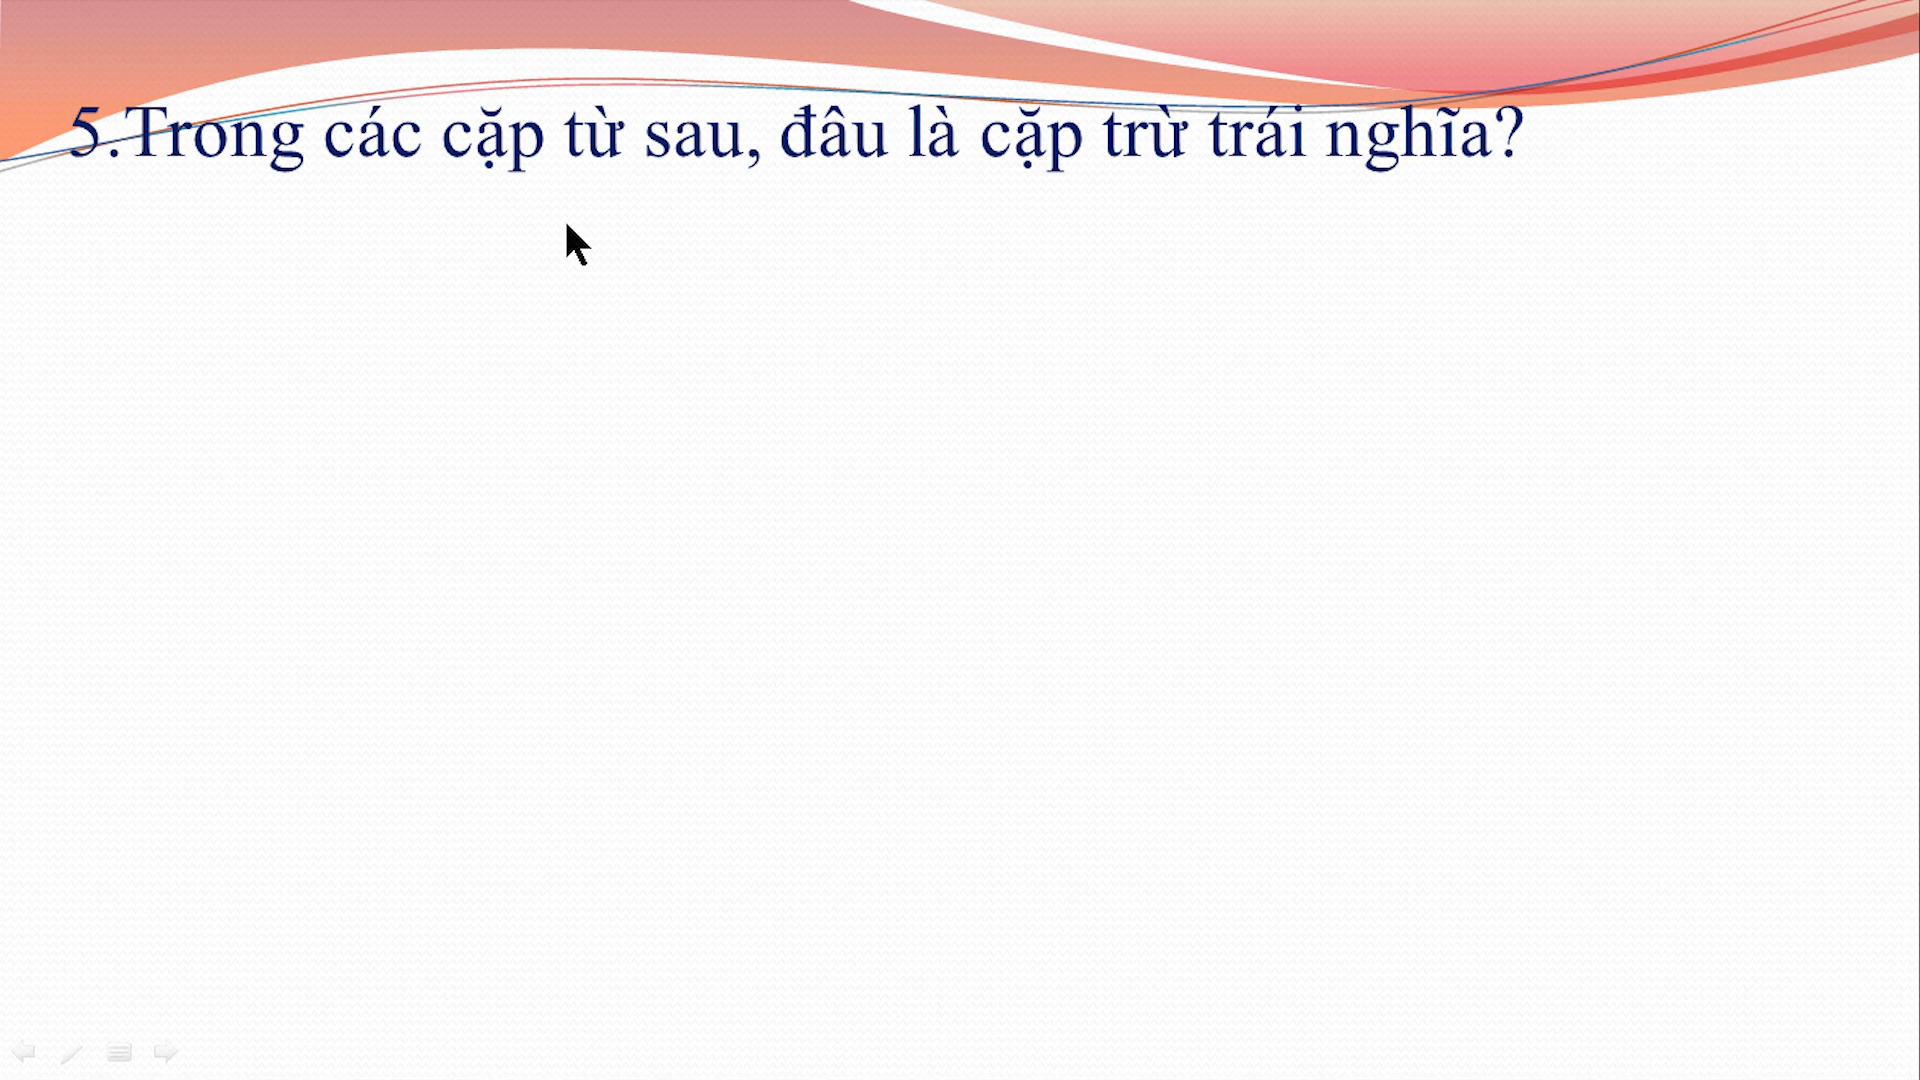 5.Trong các cặp từ sau, đâu là cặp trừ trái nghĩa?